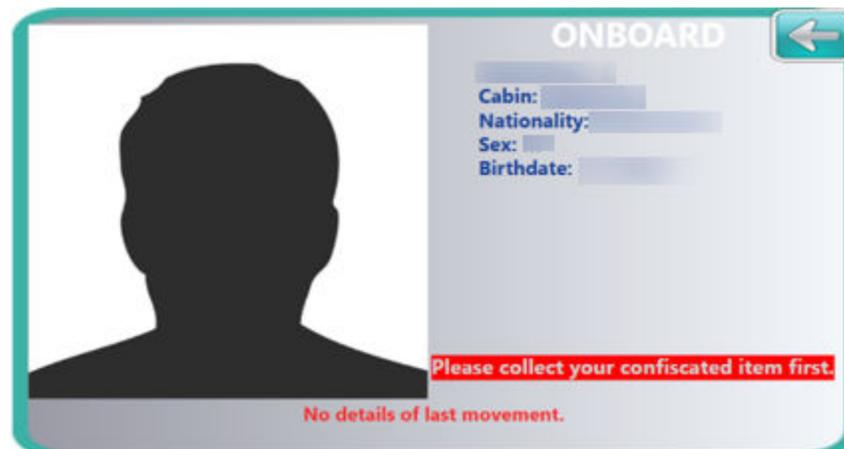 ONBOARD
Cabin:
Nationality:
Sex:
Birthdate:
Please collect your confiscated item first.
No details of last movement.